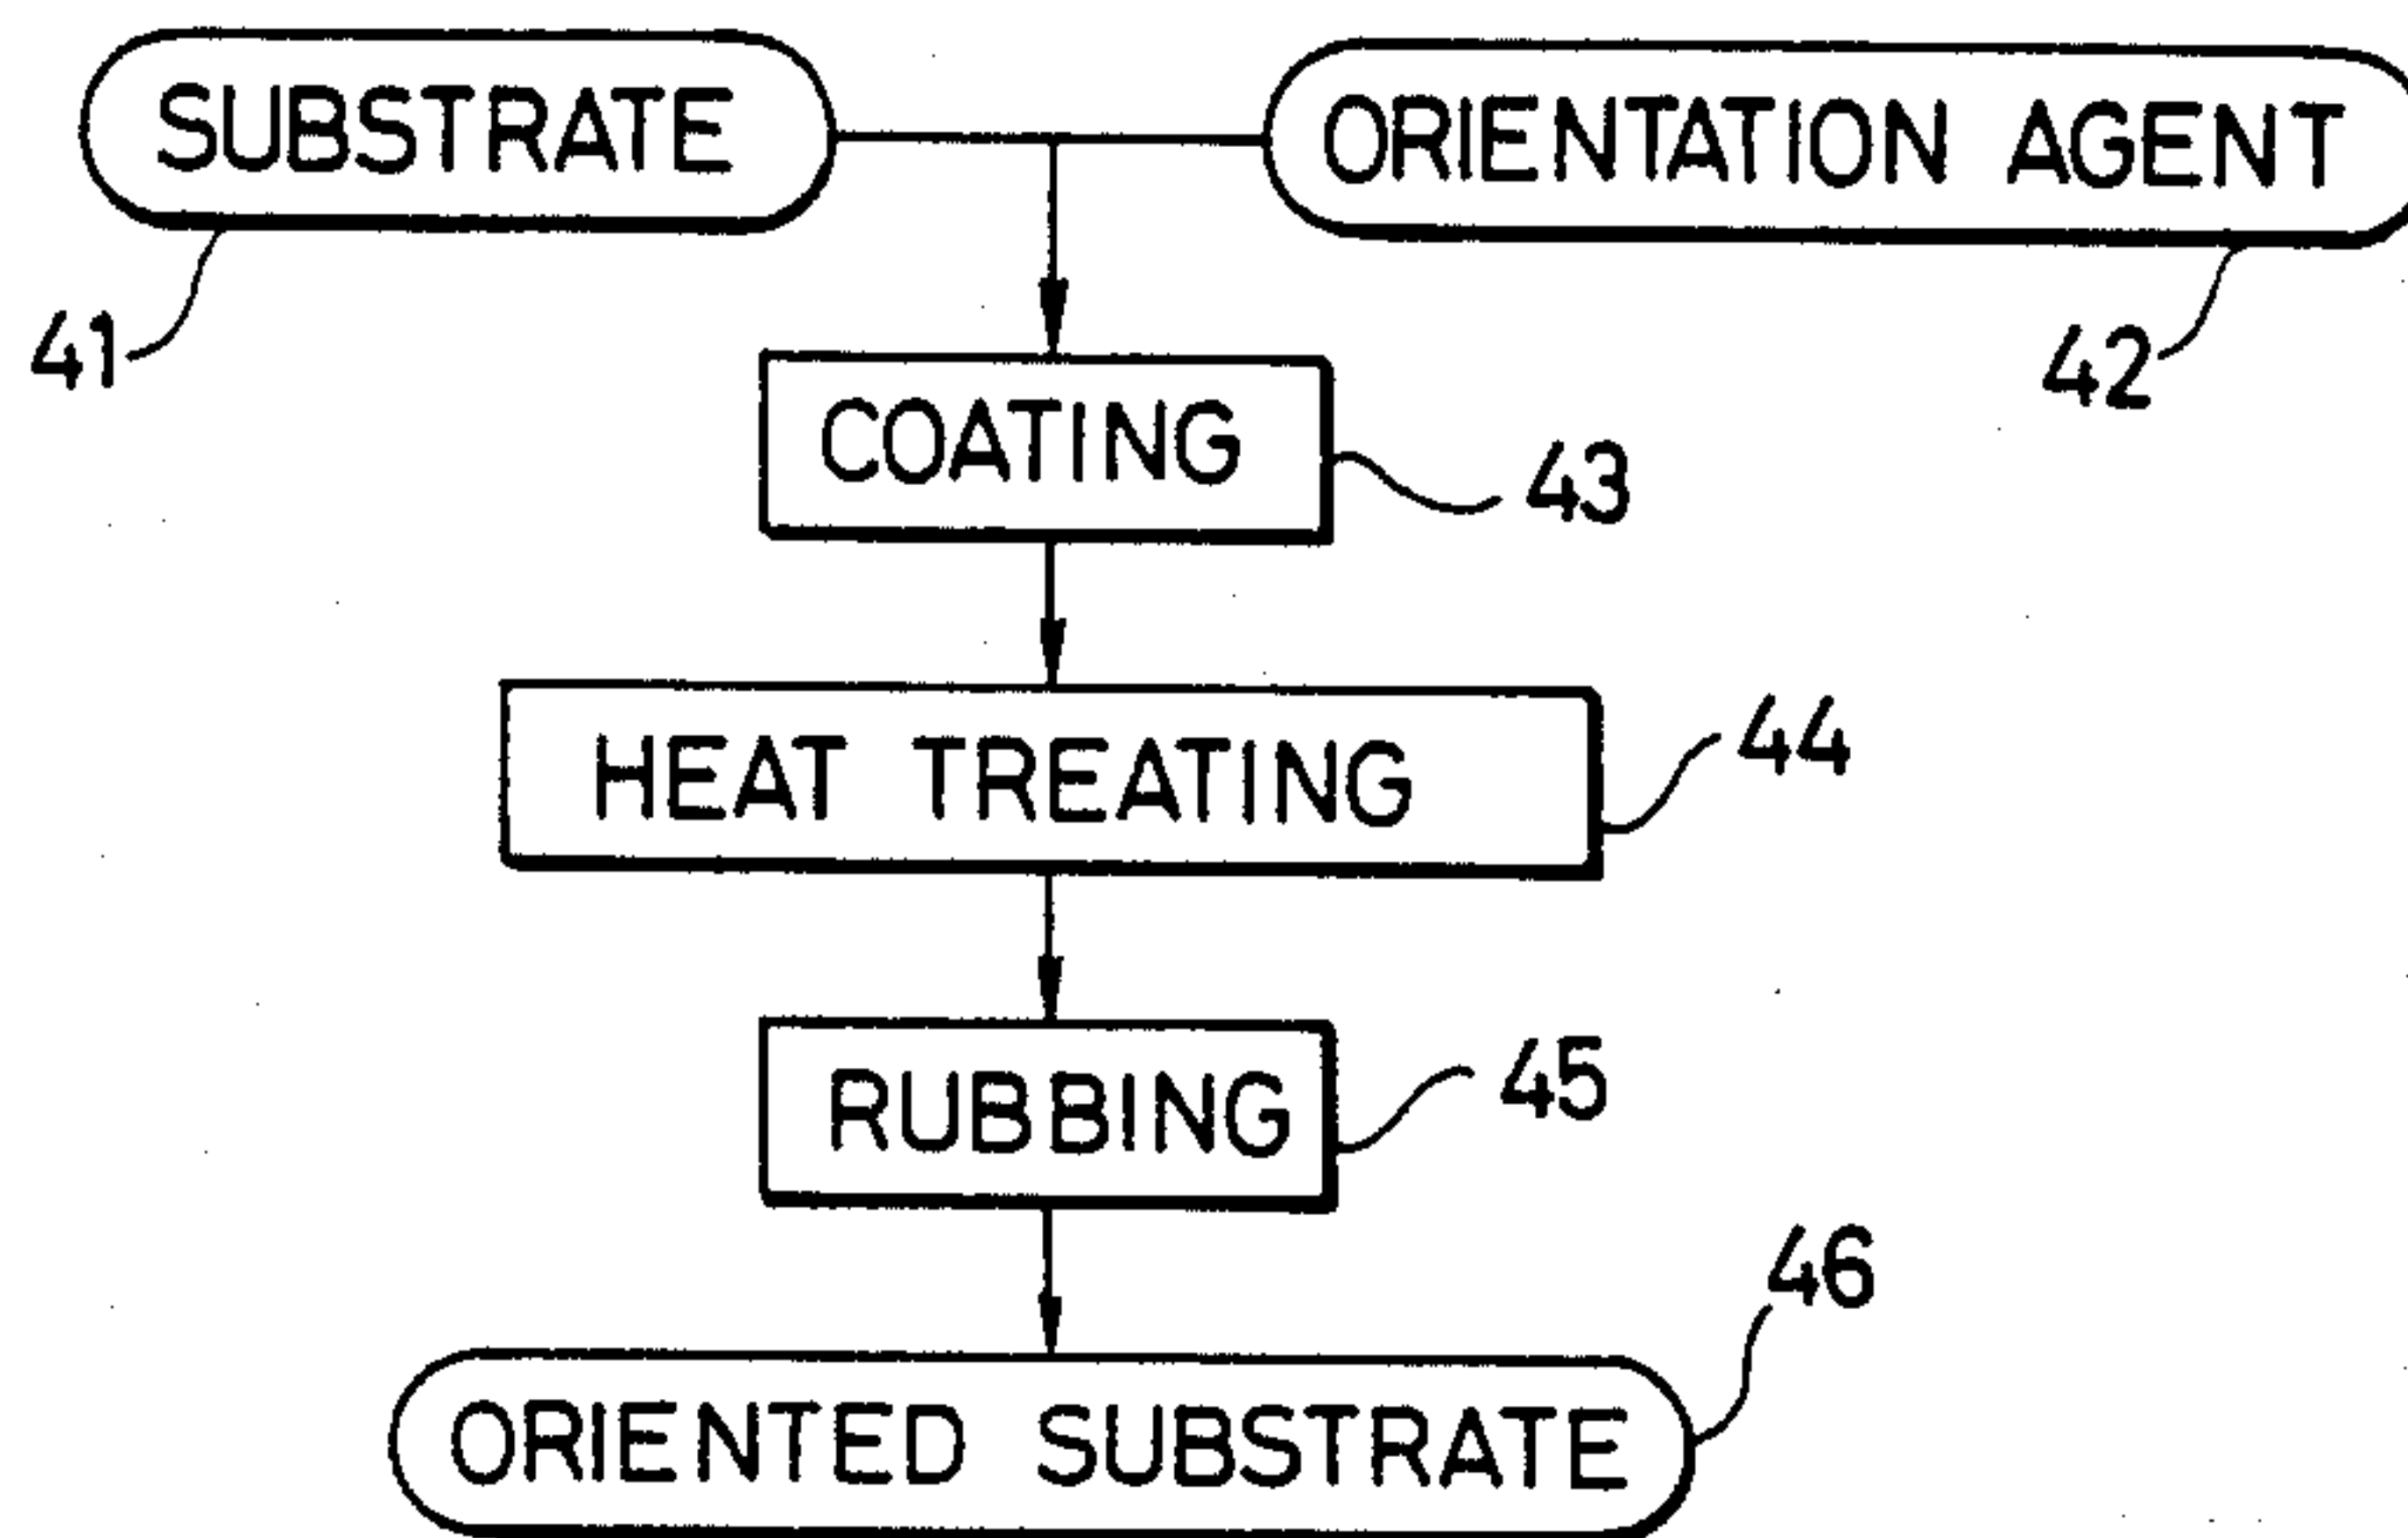 SUBSTRATE
ORIENTATION AGENT
41
42
COATING
43
HEAT TREATING
44
RUBBING
45
46
ORIENTED SUBSTRATE